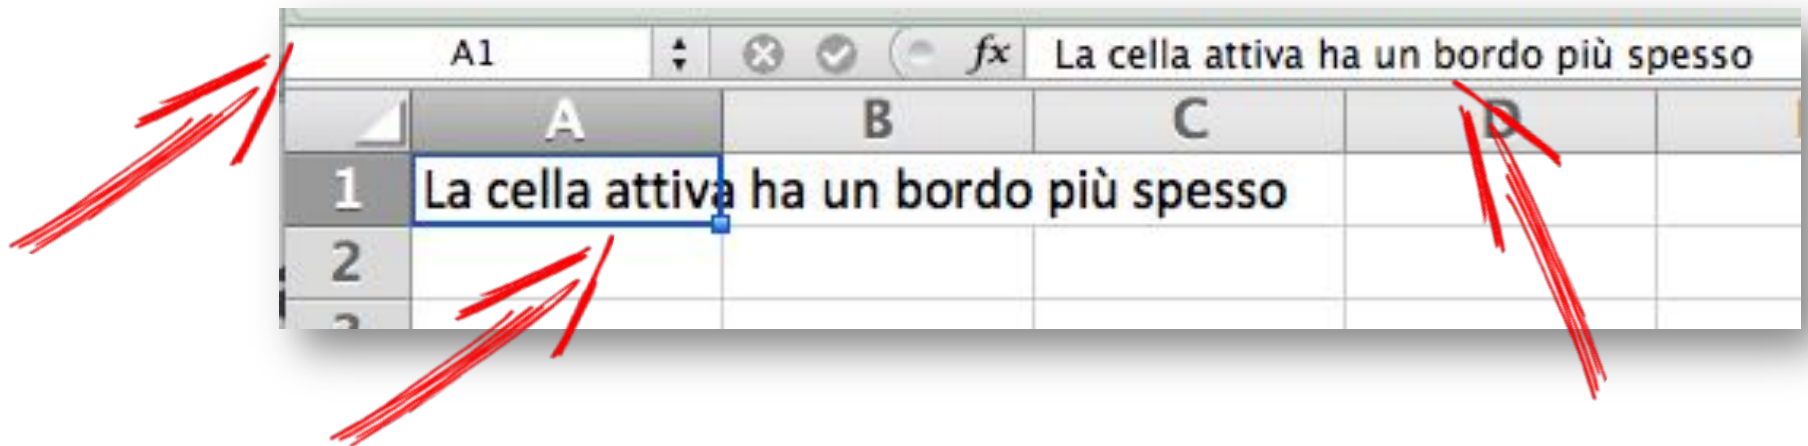 A1 fx La cella attiva ha un bordo più spesso
A B C D
1 La cella attiva ha un bordo più spesso
2
3